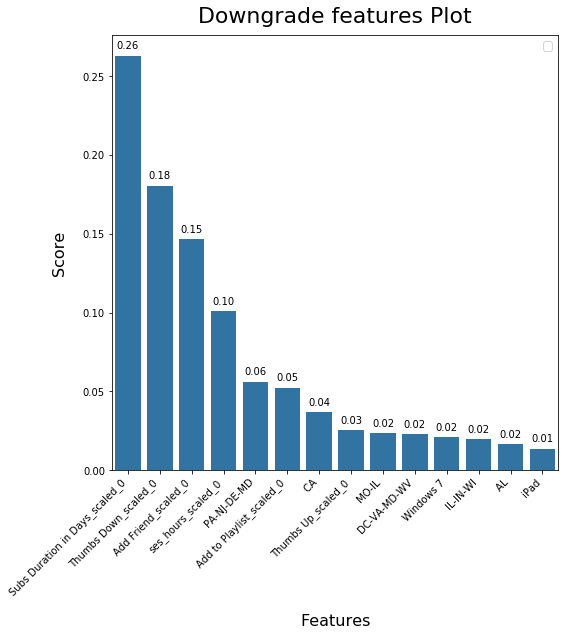 Downgrade features Plot
0.26
0.18
0.15
0.10
0.06
0.05
0.04
0.03
0.02
0.02
0.02
0.02
0.02
0.01
Score
0.25
0.20
0.15
0.10
0.05
0.00
Subs Duration in Days_scaled_0
Thumbs Down_scaled_0
Add Friend_scaled_0
ses_hours_scaled_0
PA-NJ-DE-MD
Add to Playlist_scaled_0
CA
Thumbs Up_scaled_0
MO-IL
DC-VA-MD-WV
Windows 7
IL-IN-WI
AL
iPad
Features